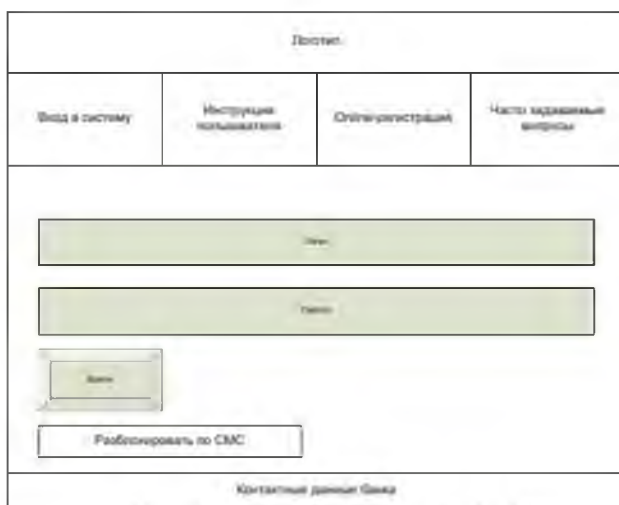 Логотип
Вход в систему
Инструкция
пользователя
Online-регистрация
Часто задаваемые
вопросы
Логин
Пароль
Войти
Разблокировать по СМС
Контактные данные банка